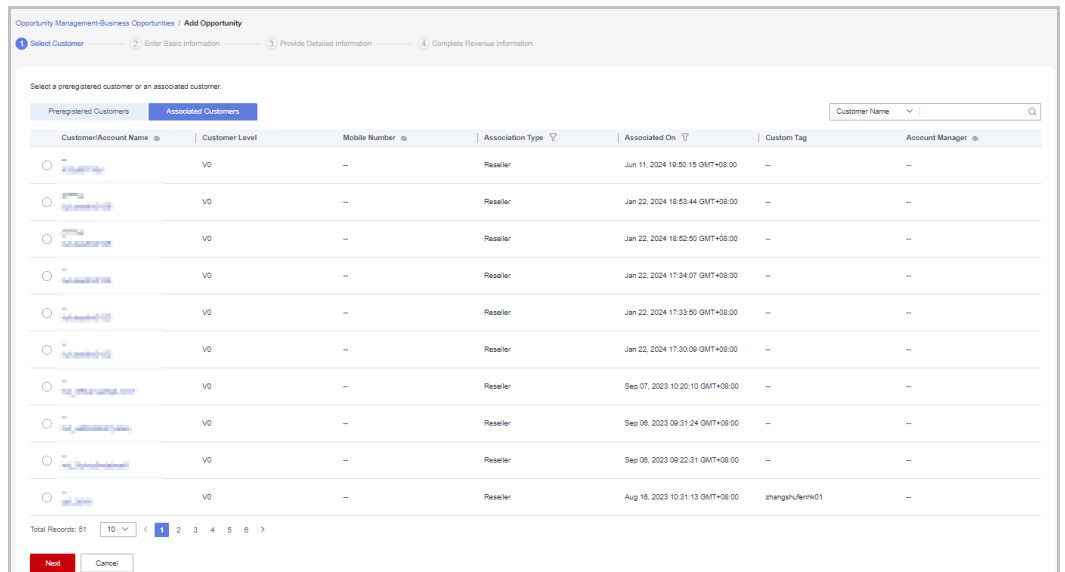 Opportunity Management-Business Opportunities / Add Opportunity
1 Select Customer 2 Enter Basic Information 3 Provide Detailed Information 4 Complete Revenue Information
Select a preregistered customer or an associated customer.
Preregistered Customers Associated Customers Customer Name
Customer/Account Name Customer Level Mobile Number Association Type Associated On Custom Tag Account Manager
--
V0 -- Reseller Jun 11, 2024 19:50:15 GMT+08:00 -- --
V0 -- Reseller Jan 22, 2024 18:53:44 GMT+08:00 -- --
V0 -- Reseller Jan 22, 2024 18:52:50 GMT+08:00 -- --
V0 -- Reseller Jan 22, 2024 17:34:07 GMT+08:00 -- --
V0 -- Reseller Jan 22, 2024 17:33:50 GMT+08:00 -- --
V0 -- Reseller Jan 22, 2024 17:30:09 GMT+08:00 -- --
V0 -- Reseller Sep 07, 2023 10:20:10 GMT+08:00 -- --
V0 -- Reseller Sep 06, 2023 09:31:24 GMT+08:00 -- --
V0 -- Reseller Sep 06, 2023 09:22:31 GMT+08:00 -- --
V0 -- Reseller Aug 16, 2023 10:31:13 GMT+08:00 zhangshufenhk01 --
Total Records: 51 10 < 1 2 3 4 5 6 >
Next Cancel